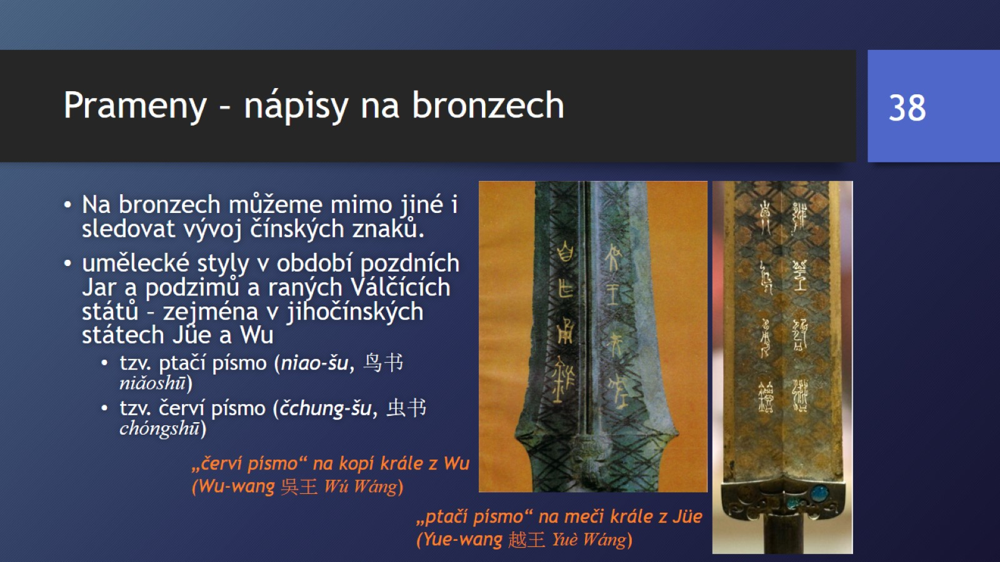 Prameny – nápisy na bronzech
38
• Na bronzech můžeme mimo jiné i
sledovat vývoj čínských znaků.
• umělecké styly v období pozdních
Jar a podzimů a raných Válčících
států – zejména v jihočínských
státech Jüe a Wu
• tzv. ptačí písmo (niao-šu, 鸟书
niǎoshū)
• tzv. červí písmo (čchung-šu, 虫书
chóngshū)
„červí písmo“ na kopí krále z Wu
(Wu-wang 吳王 Wú Wáng)
„ptačí písmo“ na meči krále z Jüe
(Yue-wang 越王 Yuè Wáng)